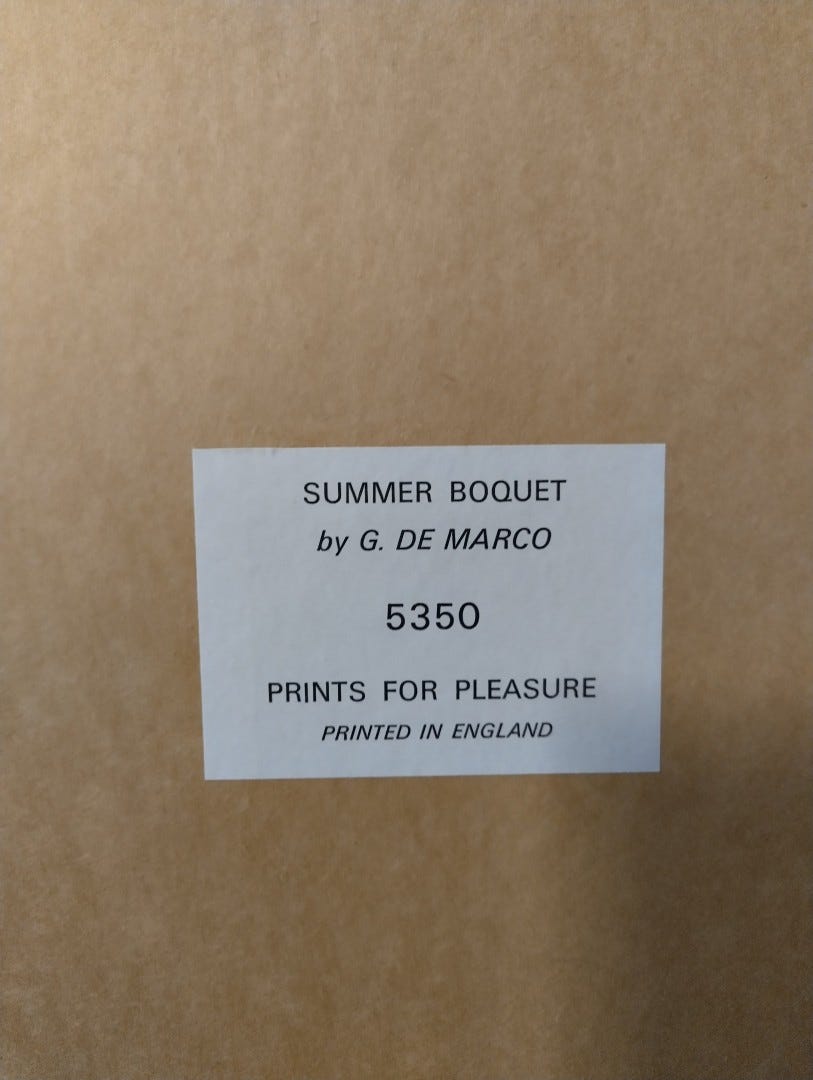 SUMMER BOQUET
by G. DE MARCO
5350
PRINTS FOR PLEASURE
PRINTED IN ENGLAND